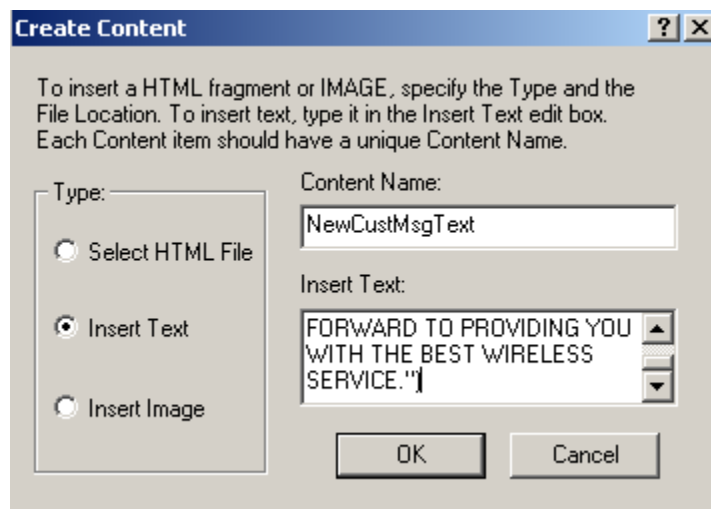 Create Content
To insert a HTML fragment or IMAGE, specify the Type and the
File Location. To insert text, type it in the Insert Text edit box.
Each Content item should have a unique Content Name.
Type:
Select HTML File
Insert Text
Insert Image
Content Name:
NewCustMsgText
Insert Text:
FORWARD TO PROVIDING YOU
WITH THE BEST WIRELESS
SERVICE.")
OK
Cancel